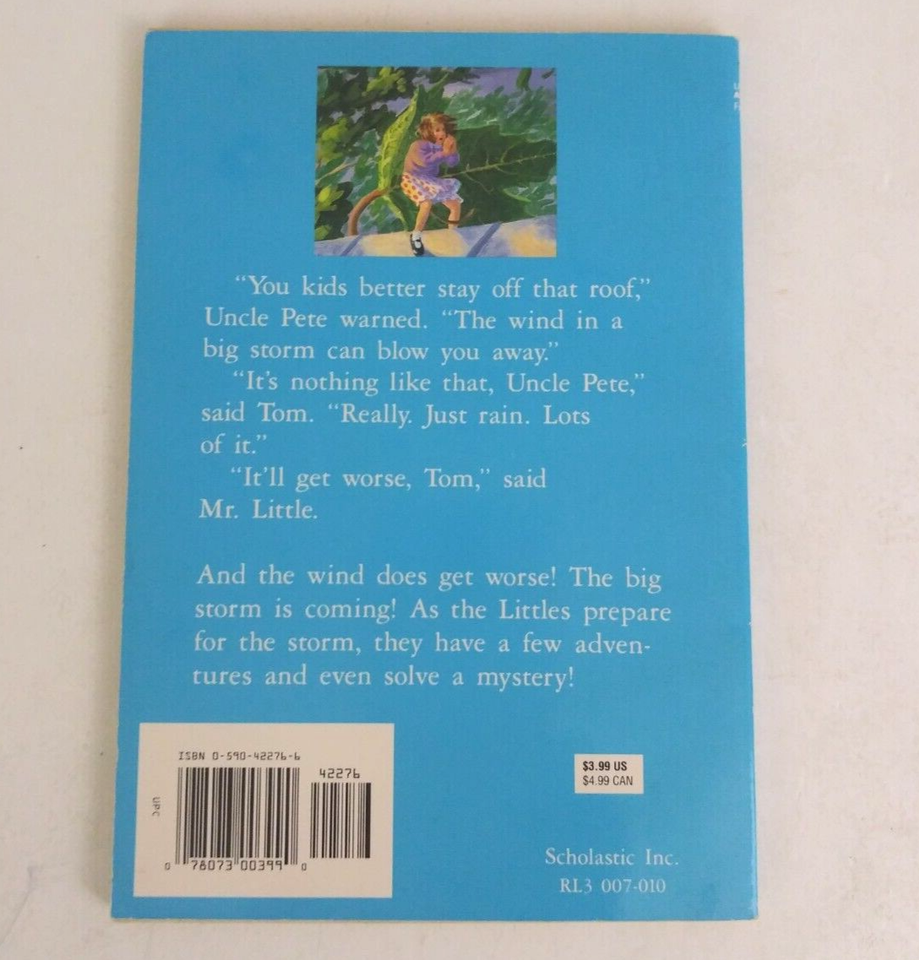 “You kids better stay off that roof,”
Uncle Pete warned. “The wind in a
big storm can blow you away.”
“It’s nothing like that, Uncle Pete,”
said Tom. “Really. Just rain. Lots
of it.”
“It’ll get worse, Tom,” said
Mr. Little.
And the wind does get worse! The big
storm is coming! As the Littles prepare
for the storm, they have a few adven-
tures and even solve a mystery!
ISBN 0-590-42276-6
42276
UPC
0 78073 00399 0
$3.99 US
$4.99 CAN
Scholastic Inc.
RL3 007-010